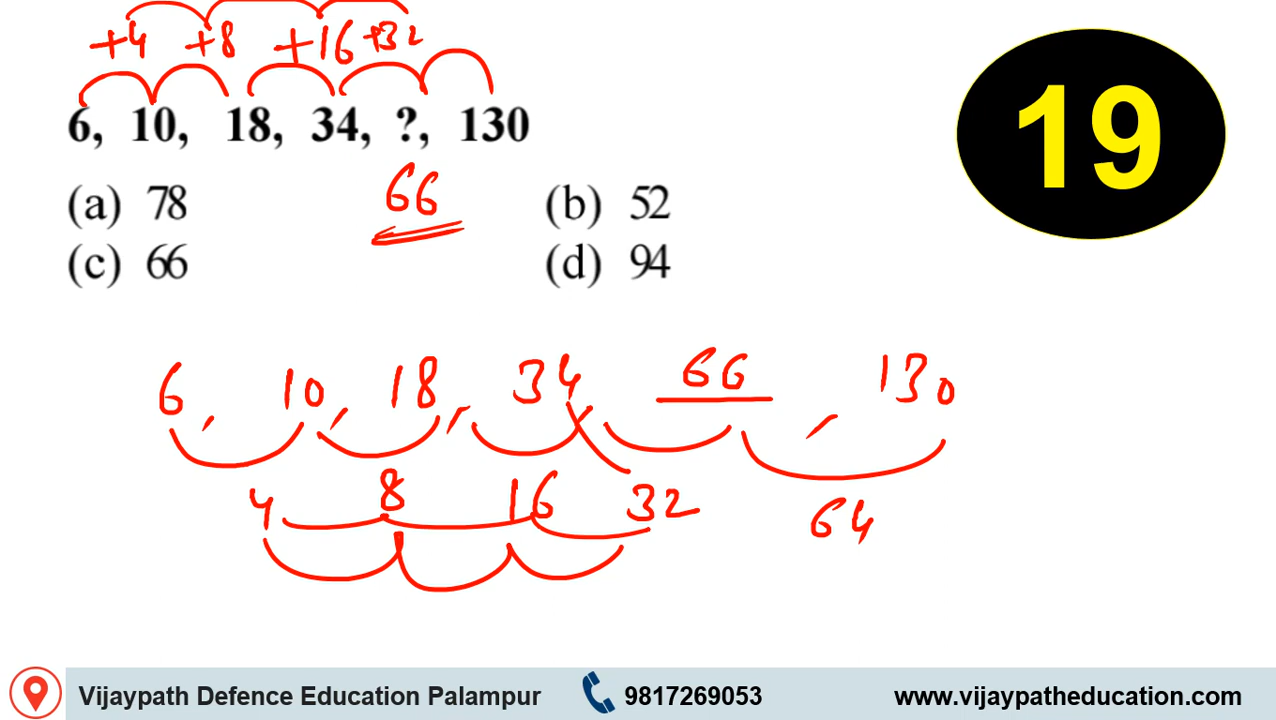 +4 +8 +16 +32
6, 10, 18, 34, ?, 130
19
66
(a) 78 (b) 52
(c) 66 (d) 94
6, 10, 18, 34, 66, 130
4 8 16 32 64
Vijaypath Defence Education Palampur 9817269053 www.vijaypatheducation.com